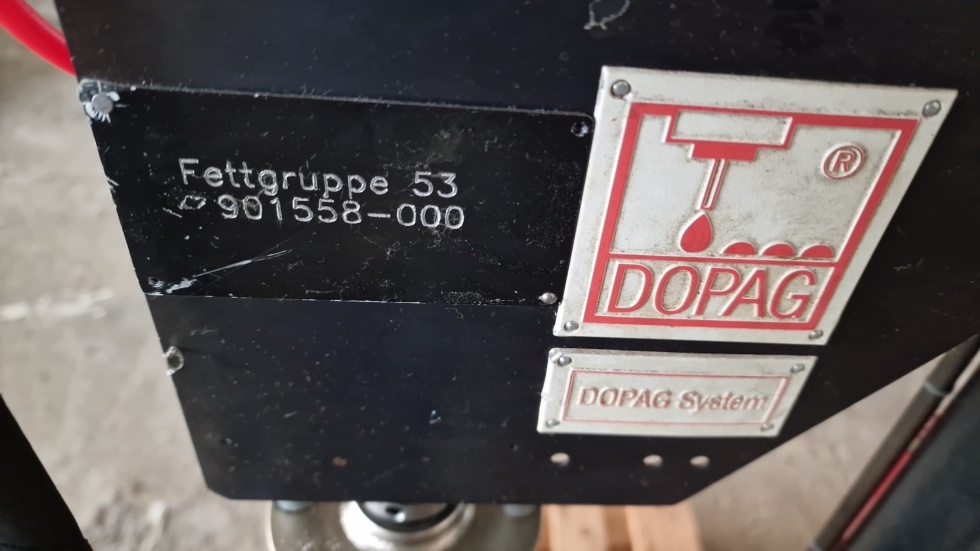 Fettgruppe 53
901558-000
®
DOPAG
DOPAG System